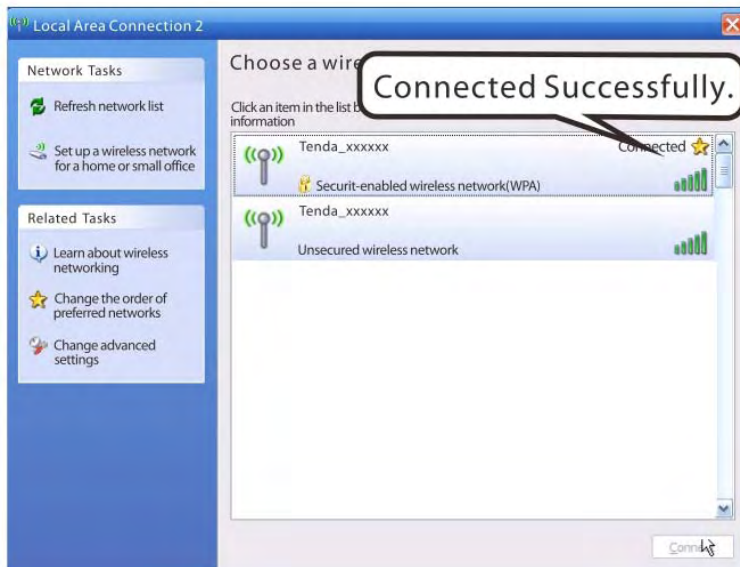 Local Area Connection 2
Network Tasks
Refresh network list
Set up a wireless network
for a home or small office
Related Tasks
Learn about wireless
networking
Change the order of
preferred networks
Change advanced
settings
Choose a
Connected Successfully.
Click an item in the list
information
Tenda_xxxxxx
Connected
Securit-enabled wireless network(WPA)
Tenda_xxxxxx
Unsecured wireless network